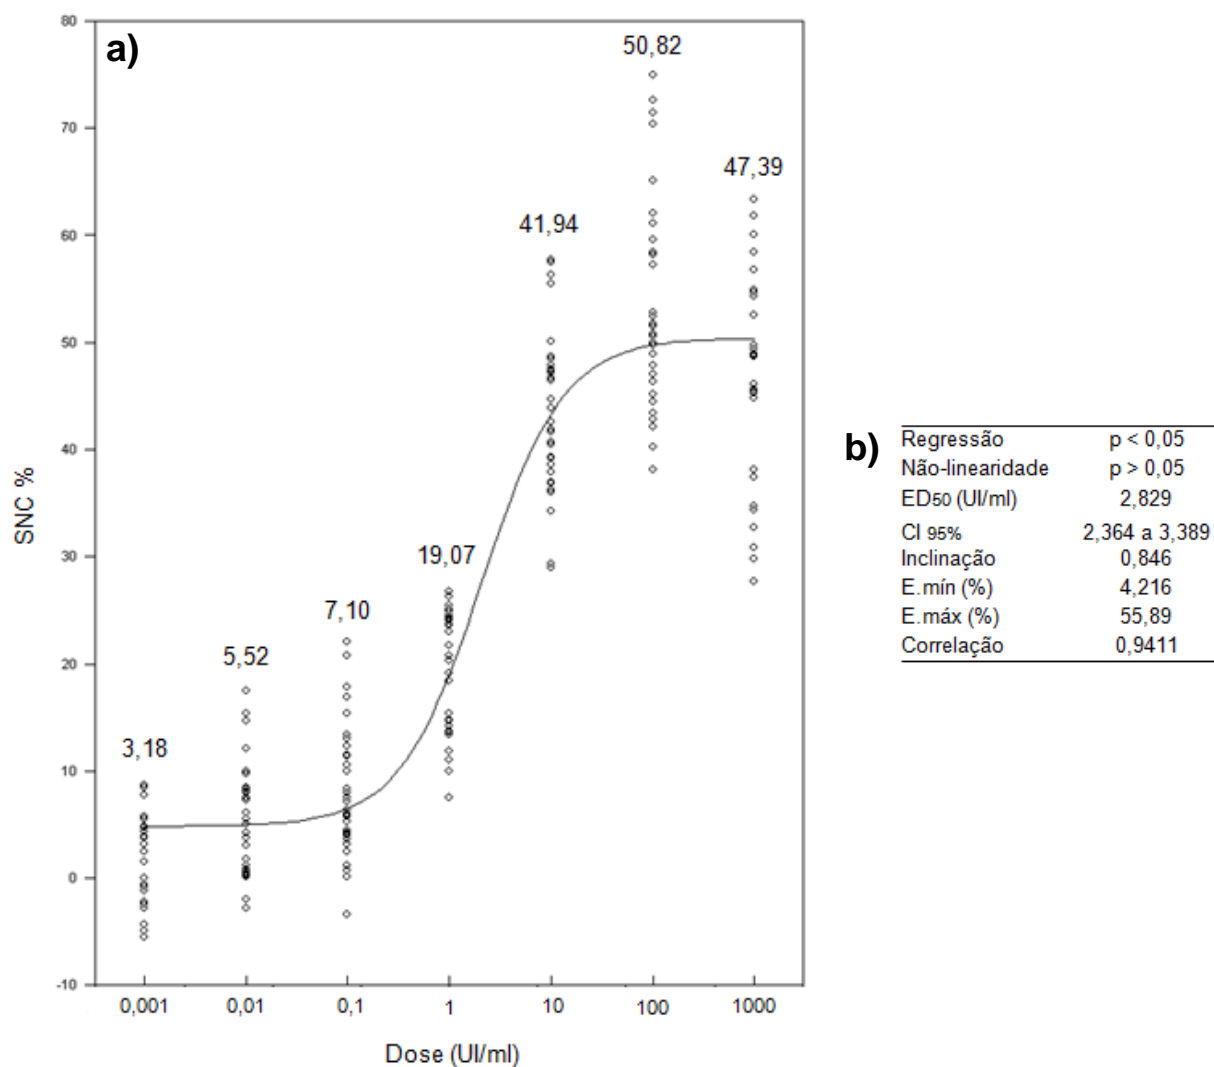 a)
80
70
60
50
40
30
20
10
0
-10
SNC %
3,18
5,52
7,10
19,07
41,94
50,82
47,39
0,001 0,01 0,1 1 10 100 1000
Dose (UI/ml)
b)
Regressão p < 0,05
Não-linearidade p > 0,05
ED50 (UI/ml) 2,829
CI 95% 2,364 a 3,389
Inclinação 0,846
E.mín (%) 4,216
E.máx (%) 55,89
Correlação 0,9411